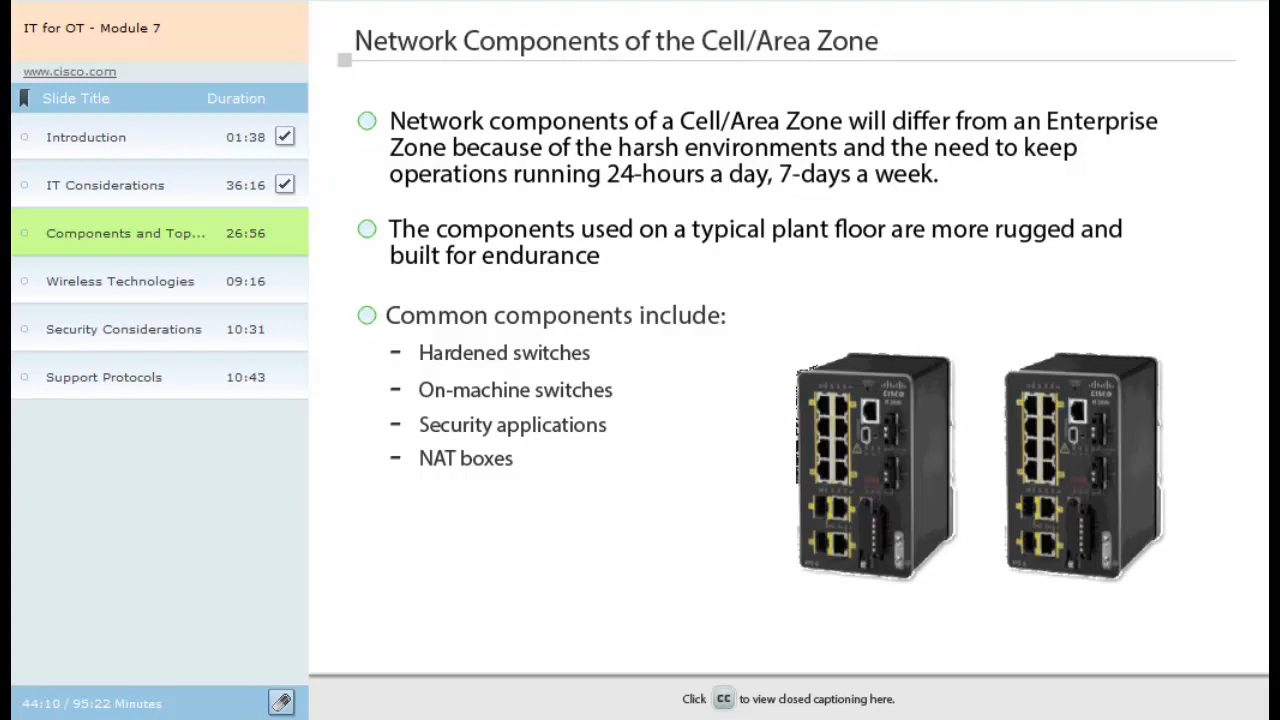 IT for OT - Module 7
www.cisco.com
Slide Title Duration
Introduction 01:38
IT Considerations 36:16
Components and Top... 26:56
Wireless Technologies 09:16
Security Considerations 10:31
Support Protocols 10:43
44:10 / 95:22 Minutes
Network Components of the Cell/Area Zone
Network components of a Cell/Area Zone will differ from an Enterprise
Zone because of the harsh environments and the need to keep
operations running 24-hours a day, 7-days a week.
The components used on a typical plant floor are more rugged and
built for endurance
Common components include:
- Hardened switches
- On-machine switches
- Security applications
- NAT boxes
CISCO
CISCO
Click CC to view closed captioning here.